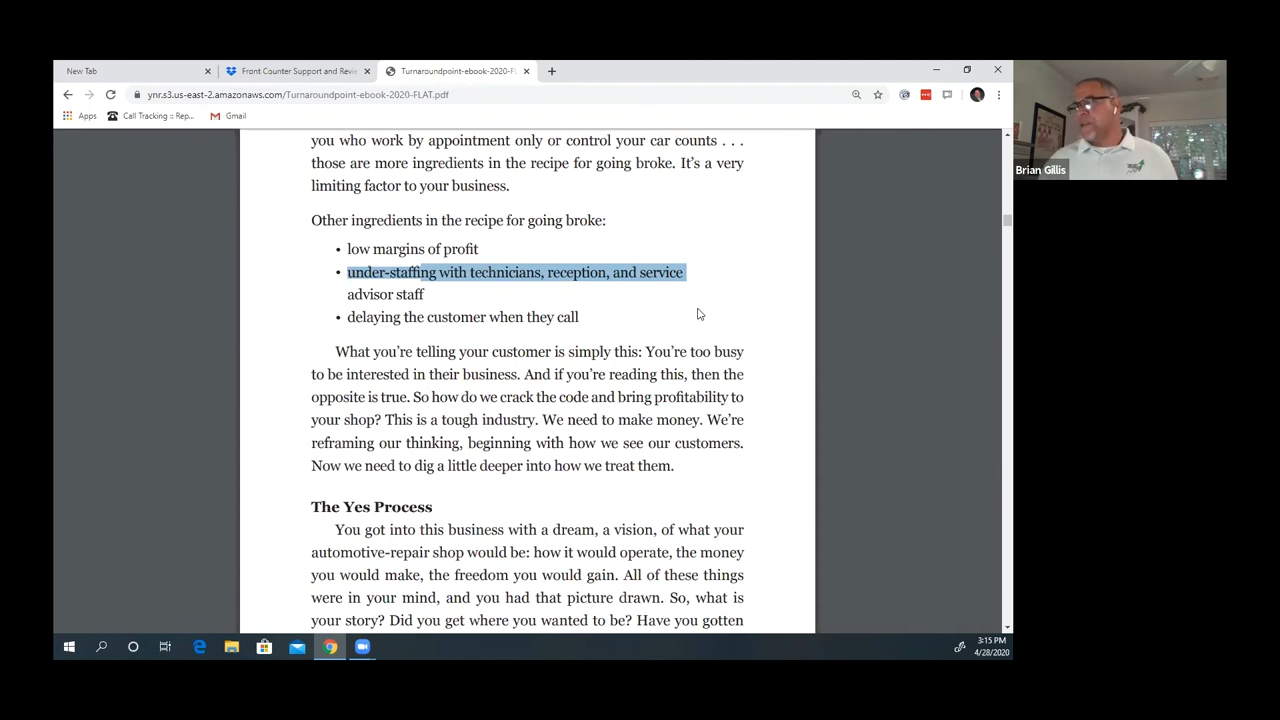 New Tab
Front Counter Support and Revie
Turnaroundpoint-ebook-2020-FL
ynr.s3.us-east-2.amazonaws.com/Turnaroundpoint-ebook-2020-FLAT.pdf
Apps
Call Tracking :: Rep...
Gmail
you who work by appointment only or control your car counts . . .
those are more ingredients in the recipe for going broke. It’s a very
limiting factor to your business.
Other ingredients in the recipe for going broke:
• low margins of profit
• under-staffing with technicians, reception, and service
advisor staff
• delaying the customer when they call
What you’re telling your customer is simply this: You’re too busy
to be interested in their business. And if you’re reading this, then the
opposite is true. So how do we crack the code and bring profitability to
your shop? This is a tough industry. We need to make money. We’re
reframing our thinking, beginning with how we see our customers.
Now we need to dig a little deeper into how we treat them.
The Yes Process
You got into this business with a dream, a vision, of what your
automotive-repair shop would be: how it would operate, the money
you would make, the freedom you would gain. All of these things
were in your mind, and you had that picture drawn. So, what is
your story? Did you get where you wanted to be? Have you gotten
Brian Gillis
3:15 PM
4/28/2020